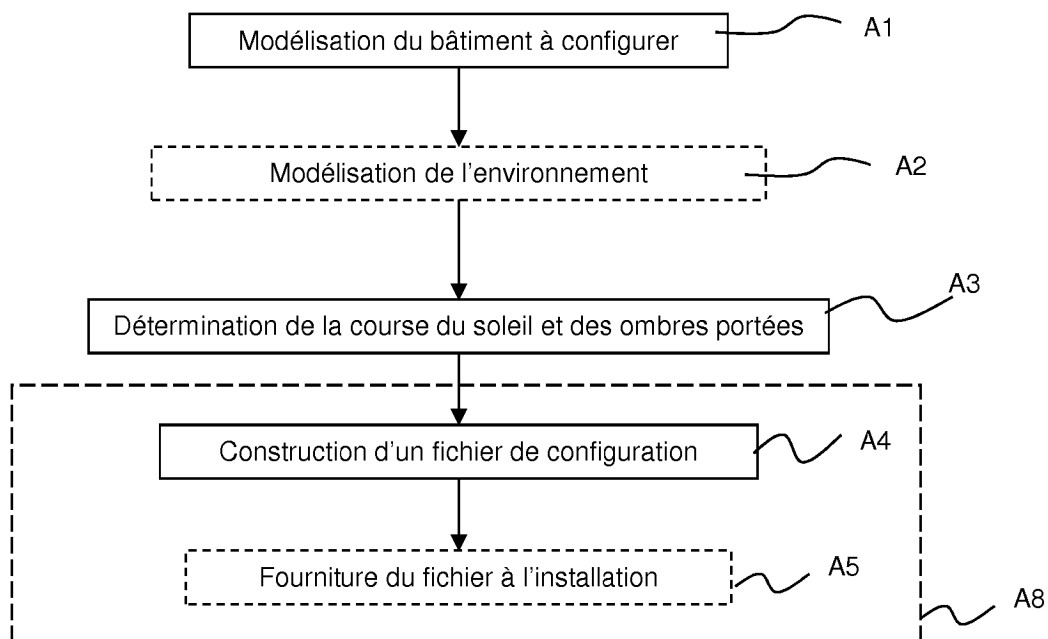 Modélisation du bâtiment à configurer
A1
Modélisation de l'environnement
A2
A3
Détermination de la course du soleil et des ombres portées
Construction d'un fichier de configuration
A4
Fourniture du fichier à l'installation
A5
A8